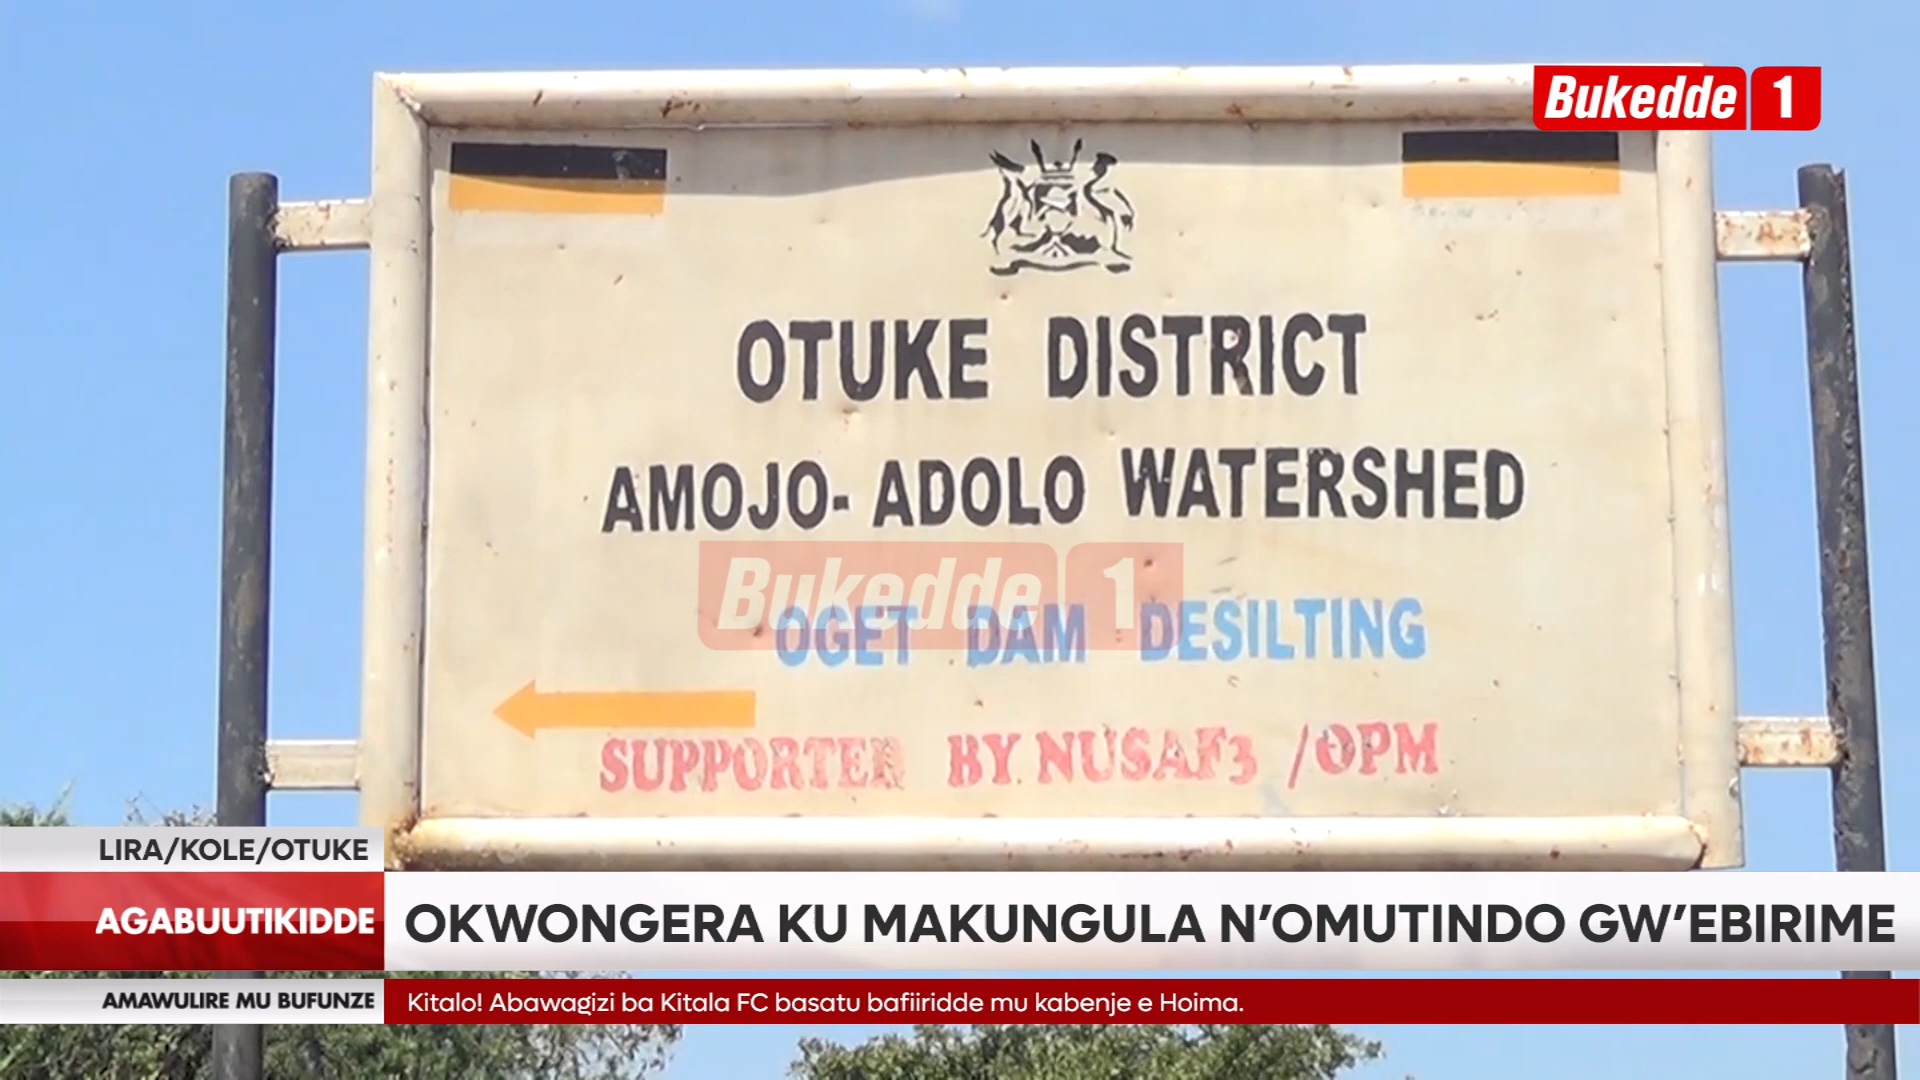 Bukedde 1
OTUKE DISTRICT
AMOJO- ADOLO WATERSHED
Bukedde 1
OGET DAM DESILTING
SUPPORTED BY NUSAF3 /OPM
LIRA/KOLE/OTUKE
AGABUUTIKIDDE
OKWONGERA KU MAKUNGULA N'OMUTINDO GW'EBIRIME
AMAWULIRE MU BUFUNZE
Kitalo! Abawagizi ba Kitala FC basatu bafiiridde mu kabenje e Hoima.